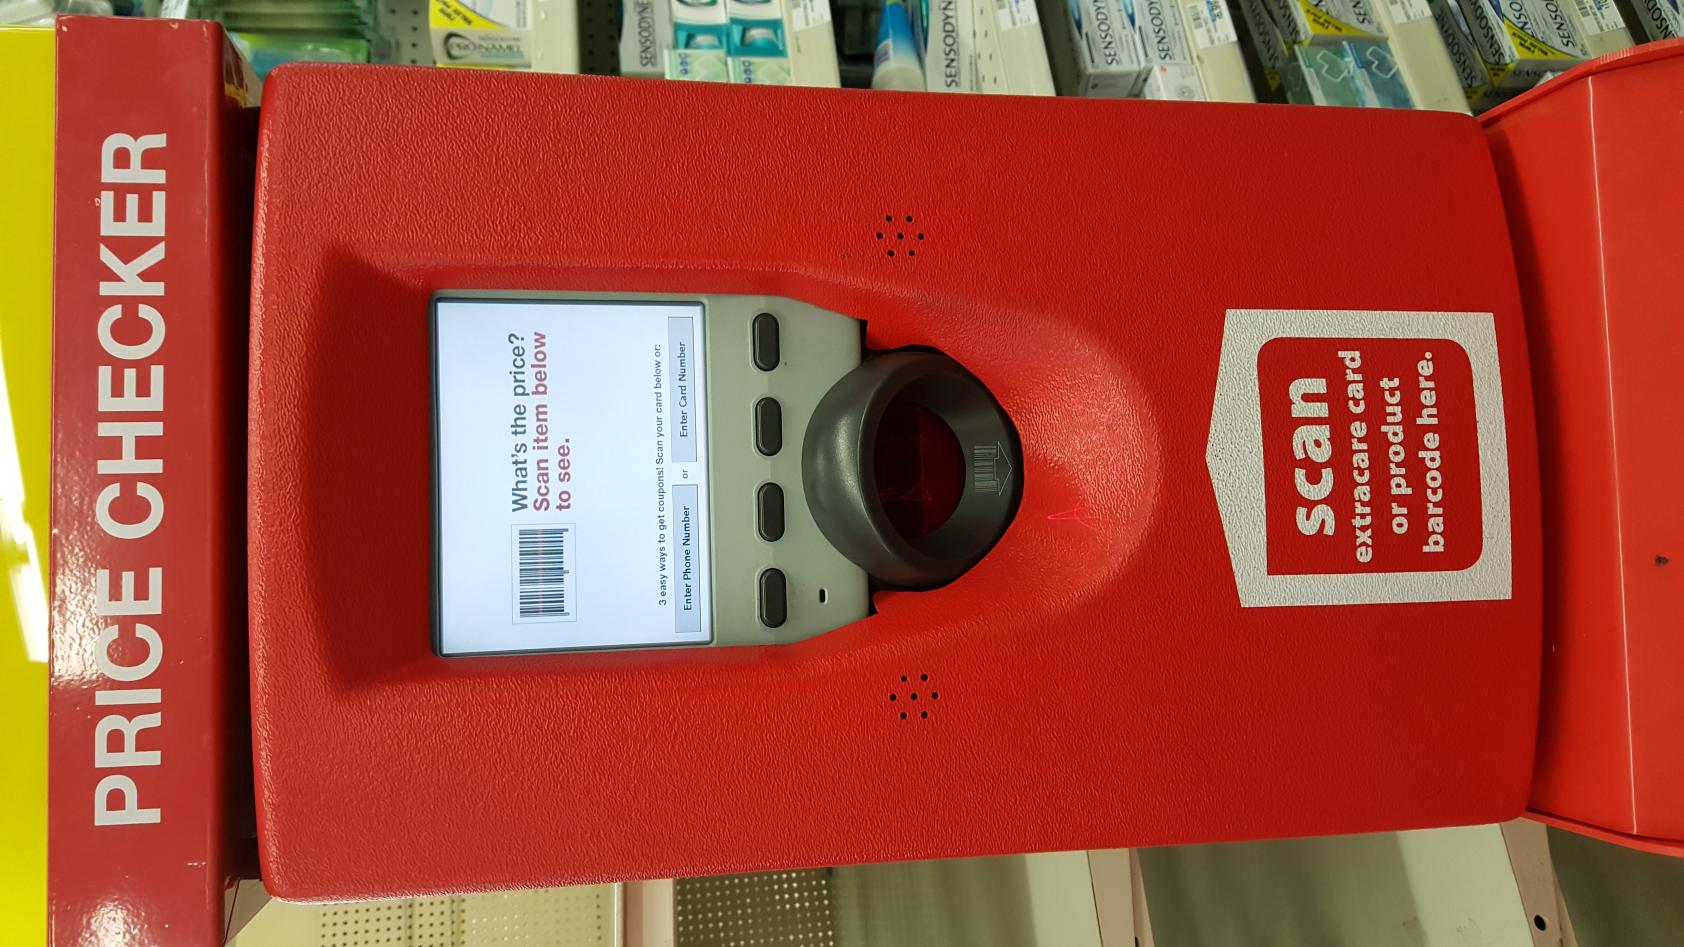 PRICE CHECKER
What's the price?
Scan item below
to see.
3 easy ways to get coupons! Scan your card below or:
Enter Phone Number or Enter Card Number
scan
extracare card
or product
barcode here.
PRONAMEL
SENSODYNE
SENSODYNE
SENSODYNE
SENSODYNE